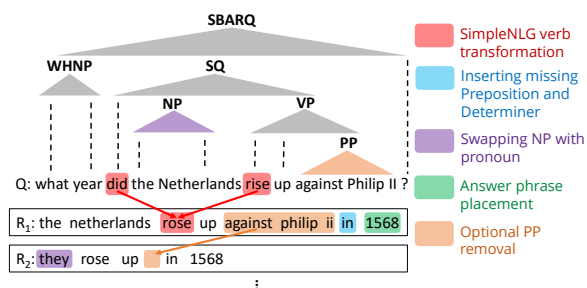 SBARQ
WHNP
SQ
NP
VP
PP
Q: what year did the Netherlands rise up against Philip II ?
R1: the netherlands rose up against philip ii in 1568
R2: they rose up in 1568
⋮
SimpleNLG verb
transformation
Inserting missing
Preposition and
Determiner
Swapping NP with
pronoun
Answer phrase
placement
Optional PP
removal